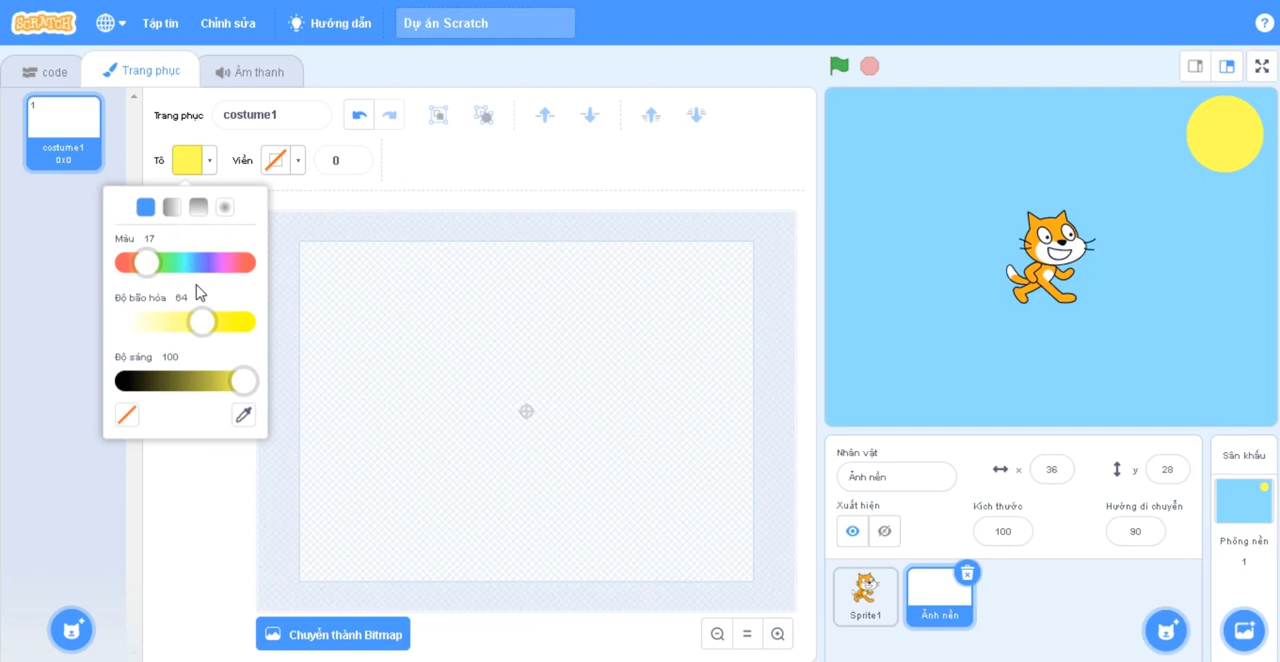 SCRATCH Tập tin Chỉnh sửa Hướng dẫn Dự án Scratch ?
code Trang phục Âm thanh
1
costume1
0x0
Trang phục costume1
Tô Viền 0
Màu 17
Độ bão hòa 64
Độ sáng 100
Chuyển thành Bitmap
Nhân vật
Ảnh nền x 36 y 28
Xuất hiện Kích thước Hướng di chuyển
100 90
Sprite1 Ảnh nền
Sân khấu
Phông nền
1